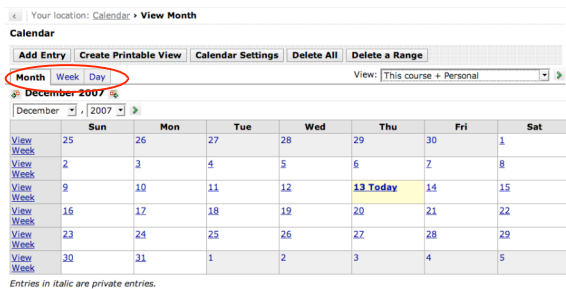 Your location: Calendar › View Month
Calendar
Add Entry Create Printable View Calendar Settings Delete All Delete a Range
Month Week Day View: This course + Personal
December 2007
December , 2007
Sun Mon Tue Wed Thu Fri Sat
View Week 25 26 27 28 29 30 1
View Week 2 3 4 5 6 7 8
View Week 9 10 11 12 13 Today 14 15
View Week 16 17 18 19 20 21 22
View Week 23 24 25 26 27 28 29
View Week 30 31 1 2 3 4 5
Entries in italic are private entries.